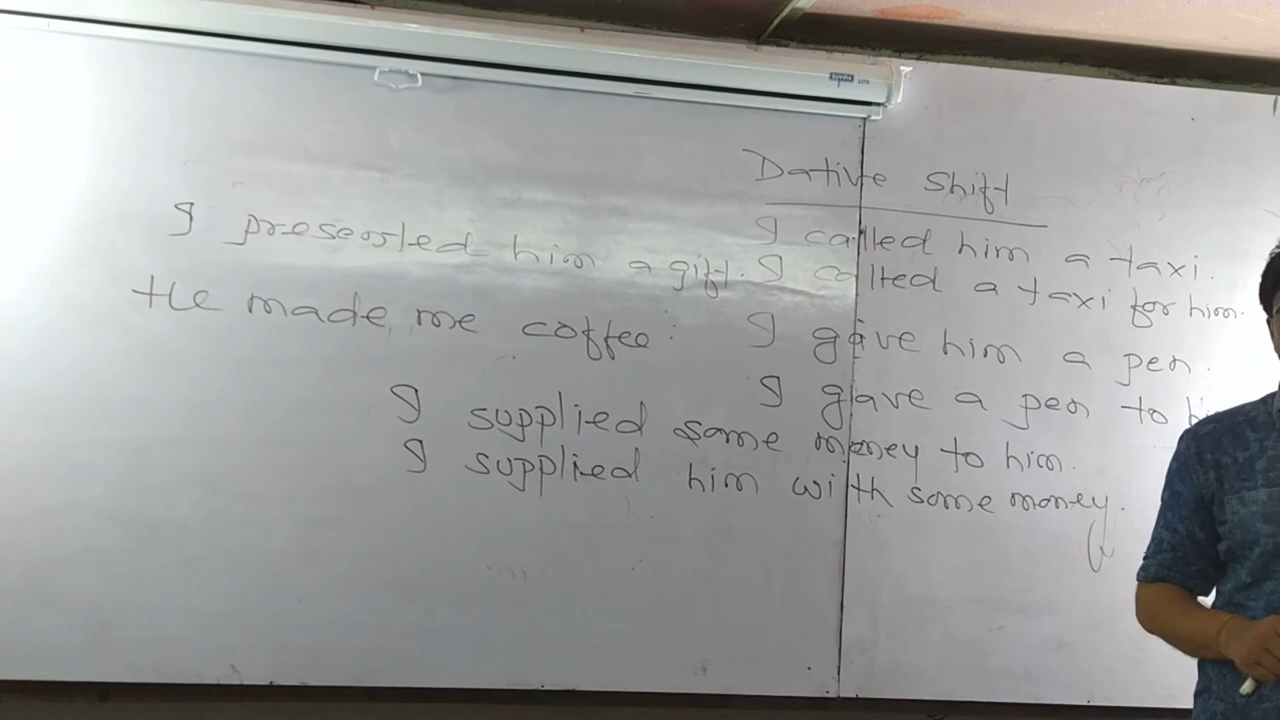 Dative Shift
I called him a taxi.
I called a taxi for him.
I gave him a pen.
I gave a pen to
I presented him a gift.
He made me coffee.
I supplied some money to him.
I supplied him with some money.